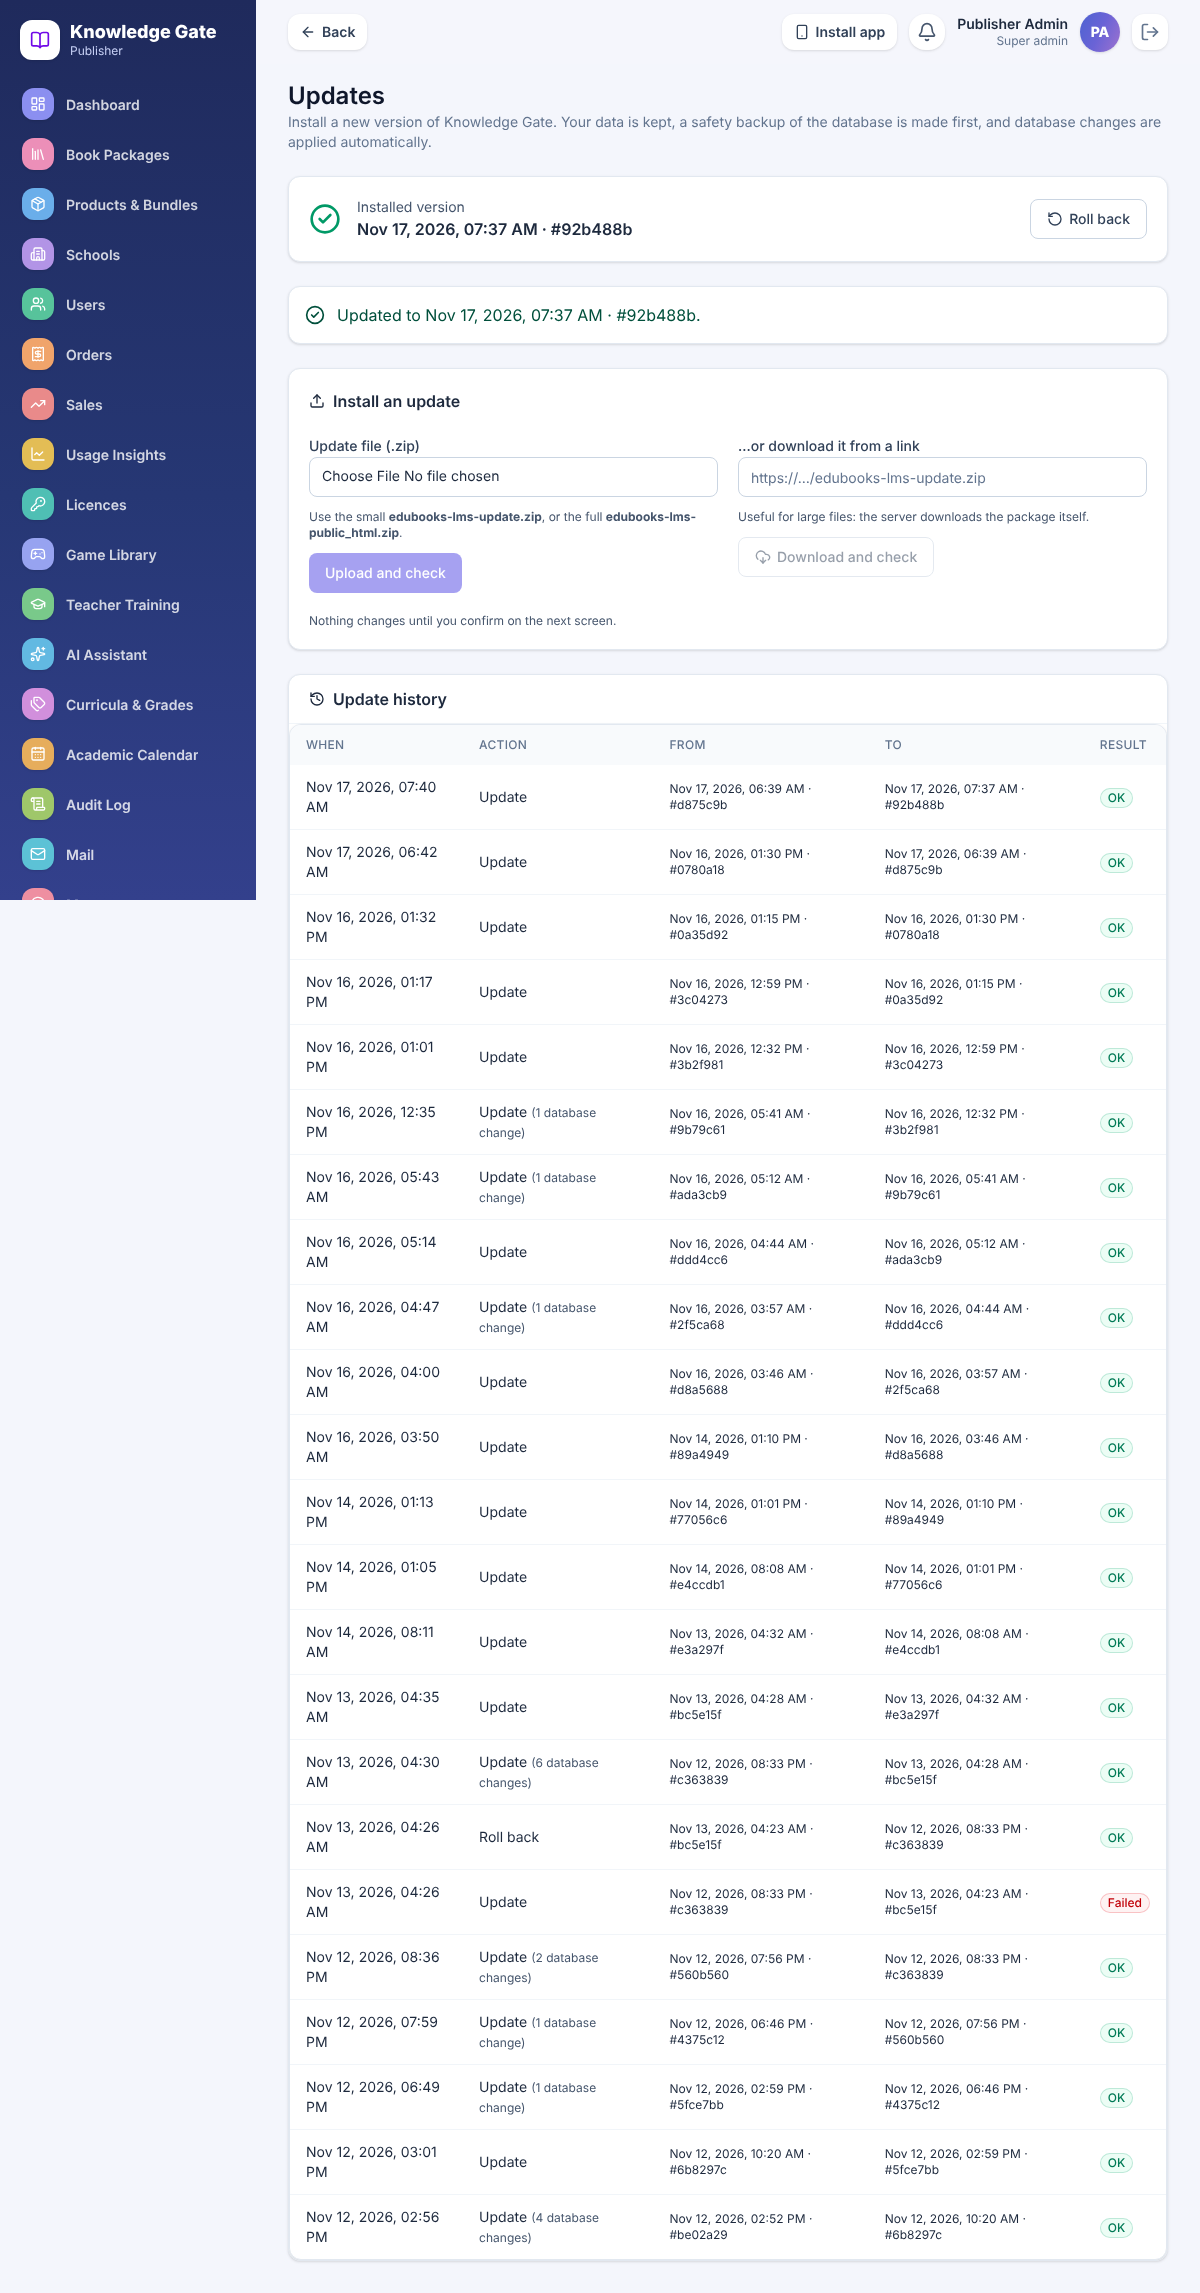 Knowledge Gate
Publisher
Dashboard
Book Packages
Products & Bundles
Schools
Users
Orders
Sales
Usage Insights
Licences
Game Library
Teacher Training
AI Assistant
Curricula & Grades
Academic Calendar
Audit Log
Mail
Back
Install app
Publisher Admin
Super admin
PA
Updates
Install a new version of Knowledge Gate. Your data is kept, a safety backup of the database is made first, and database changes are
applied automatically.
Installed version
Nov 17, 2026, 07:37 AM · #92b488b
Roll back
Updated to Nov 17, 2026, 07:37 AM · #92b488b.
Install an update
Update file (.zip)
Choose File No file chosen
Use the small edubooks-lms-update.zip, or the full edubooks-lms-
public_html.zip.
Upload and check
Nothing changes until you confirm on the next screen.
...or download it from a link
https://.../edubooks-lms-update.zip
Useful for large files: the server downloads the package itself.
Download and check
Update history
WHEN ACTION FROM TO RESULT
Nov 17, 2026, 07:40 Update Nov 17, 2026, 06:39 AM · Nov 17, 2026, 07:37 AM · OK
AM #d875c9b #92b488b
Nov 17, 2026, 06:42 Update Nov 16, 2026, 01:30 PM · Nov 17, 2026, 06:39 AM · OK
AM #0780a18 #d875c9b
Nov 16, 2026, 01:32 Update Nov 16, 2026, 01:15 PM · Nov 16, 2026, 01:30 PM · OK
PM #0a35d92 #0780a18
Nov 16, 2026, 01:17 Update Nov 16, 2026, 12:59 PM · Nov 16, 2026, 01:15 PM · OK
PM #3c04273 #0a35d92
Nov 16, 2026, 01:01 Update Nov 16, 2026, 12:32 PM · Nov 16, 2026, 12:59 PM · OK
PM #3b2f981 #3c04273
Nov 16, 2026, 12:35 Update (1 database Nov 16, 2026, 05:41 AM · Nov 16, 2026, 12:32 PM · OK
PM change) #9b79c61 #3b2f981
Nov 16, 2026, 05:43 Update (1 database Nov 16, 2026, 05:12 AM · Nov 16, 2026, 05:41 AM · OK
AM change) #ada3cb9 #9b79c61
Nov 16, 2026, 05:14 Update Nov 16, 2026, 04:44 AM · Nov 16, 2026, 05:12 AM · OK
AM #ddd4cc6 #ada3cb9
Nov 16, 2026, 04:47 Update (1 database Nov 16, 2026, 03:57 AM · Nov 16, 2026, 04:44 AM · OK
AM change) #2f5ca68 #ddd4cc6
Nov 16, 2026, 04:00 Update Nov 16, 2026, 03:46 AM · Nov 16, 2026, 03:57 AM · OK
AM #d8a5688 #2f5ca68
Nov 16, 2026, 03:50 Update Nov 14, 2026, 01:10 PM · Nov 16, 2026, 03:46 AM · OK
AM #89a4949 #d8a5688
Nov 14, 2026, 01:13 Update Nov 14, 2026, 01:01 PM · Nov 14, 2026, 01:10 PM · OK
PM #77056c6 #89a4949
Nov 14, 2026, 01:05 Update Nov 14, 2026, 08:08 AM · Nov 14, 2026, 01:01 PM · OK
PM #e4ccdb1 #77056c6
Nov 14, 2026, 08:11 Update Nov 13, 2026, 04:32 AM · Nov 14, 2026, 08:08 AM · OK
AM #e3a297f #e4ccdb1
Nov 13, 2026, 04:35 Update Nov 13, 2026, 04:28 AM · Nov 13, 2026, 04:32 AM · OK
AM #bc5e15f #e3a297f
Nov 13, 2026, 04:30 Update (6 database Nov 12, 2026, 08:33 PM · Nov 13, 2026, 04:28 AM · OK
AM changes) #c363839 #bc5e15f
Nov 13, 2026, 04:26 Roll back Nov 13, 2026, 04:23 AM · Nov 12, 2026, 08:33 PM · OK
AM #bc5e15f #c363839
Nov 13, 2026, 04:26 Update Nov 12, 2026, 08:33 PM · Nov 13, 2026, 04:23 AM · Failed
AM #c363839 #bc5e15f
Nov 12, 2026, 08:36 Update (2 database Nov 12, 2026, 07:56 PM · Nov 12, 2026, 08:33 PM · OK
PM changes) #560b560 #c363839
Nov 12, 2026, 07:59 Update (1 database Nov 12, 2026, 06:46 PM · Nov 12, 2026, 07:56 PM · OK
PM change) #4375c12 #560b560
Nov 12, 2026, 06:49 Update (1 database Nov 12, 2026, 02:59 PM · Nov 12, 2026, 06:46 PM · OK
PM change) #5fce7bb #4375c12
Nov 12, 2026, 03:01 Update Nov 12, 2026, 10:20 AM · Nov 12, 2026, 02:59 PM · OK
PM #6b8297c #5fce7bb
Nov 12, 2026, 02:56 Update (4 database Nov 12, 2026, 02:52 PM · Nov 12, 2026, 10:20 AM · OK
PM changes) #be02a29 #6b8297c